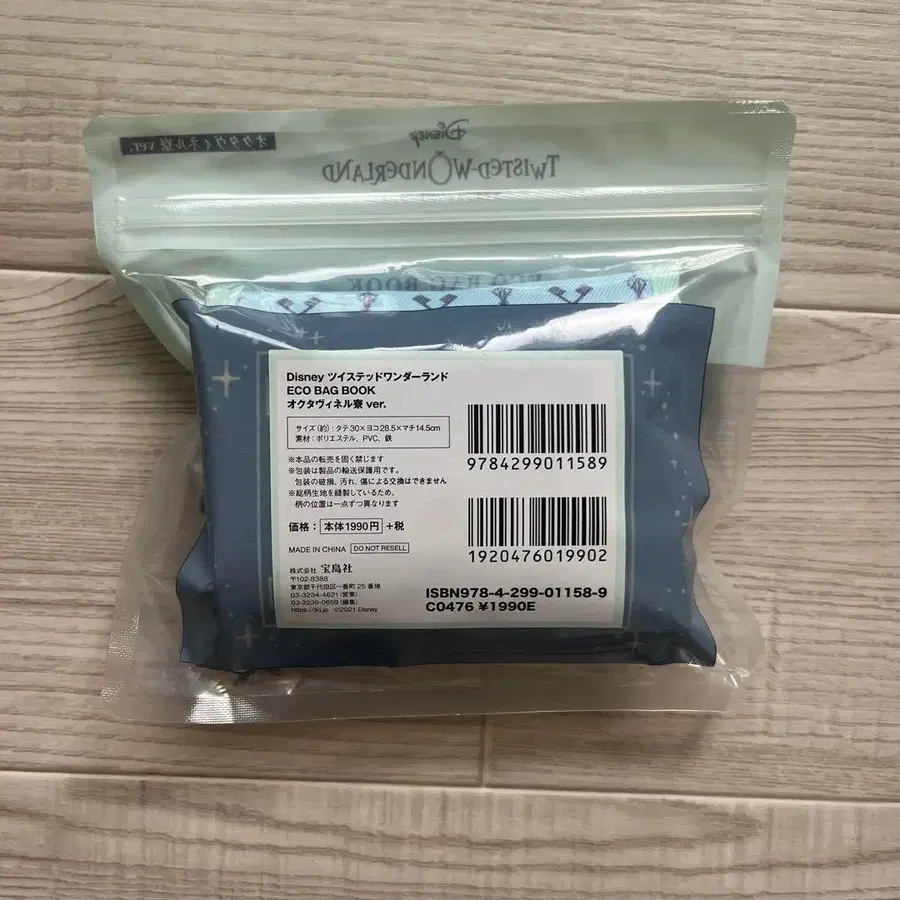 オクタヴィネル寮 ver.
Disney
TWISTED-WONDERLAND
ECO BAG BOOK
Disney ツイステッドワンダーランド
ECO BAG BOOK
オクタヴィネル寮 ver.
サイズ(約):タテ30×ヨコ28.5×マチ14.5cm
素材:ポリエステル、PVC、鉄
※本品の転売を固く禁じます
※包装は製品の輸送保護用です。
包装の破損、汚れ、傷による交換はできません
※総柄生地を縫製しているため、
柄の位置は一点ずつ異なります
価格:本体1990円+税
MADE IN CHINA DO NOT RESELL
株式会社 宝島社
〒102-8388
東京都千代田区一番町25番地
03-3234-4621(営業)
03-3239-0659(編集)
https://tkj.jp ©2021 Disney
9784299011589
1920476019902
ISBN978-4-299-01158-9
C0476 ¥1990E